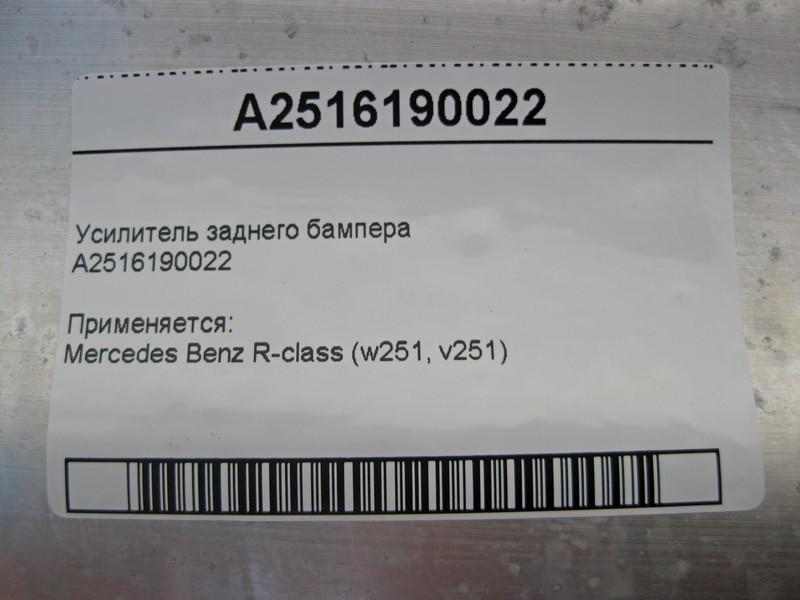 A2516190022
Усилитель заднего бампера
A2516190022
Применяется:
Mercedes Benz R-class (w251, v251)